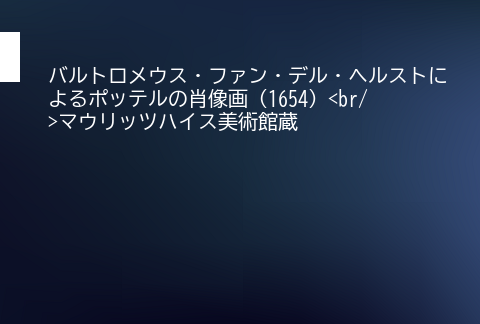 バルトロメウス・ファン・デル・ヘルストに
よるポッテルの肖像画（1654）<br/
>マウリッツハイス美術館蔵